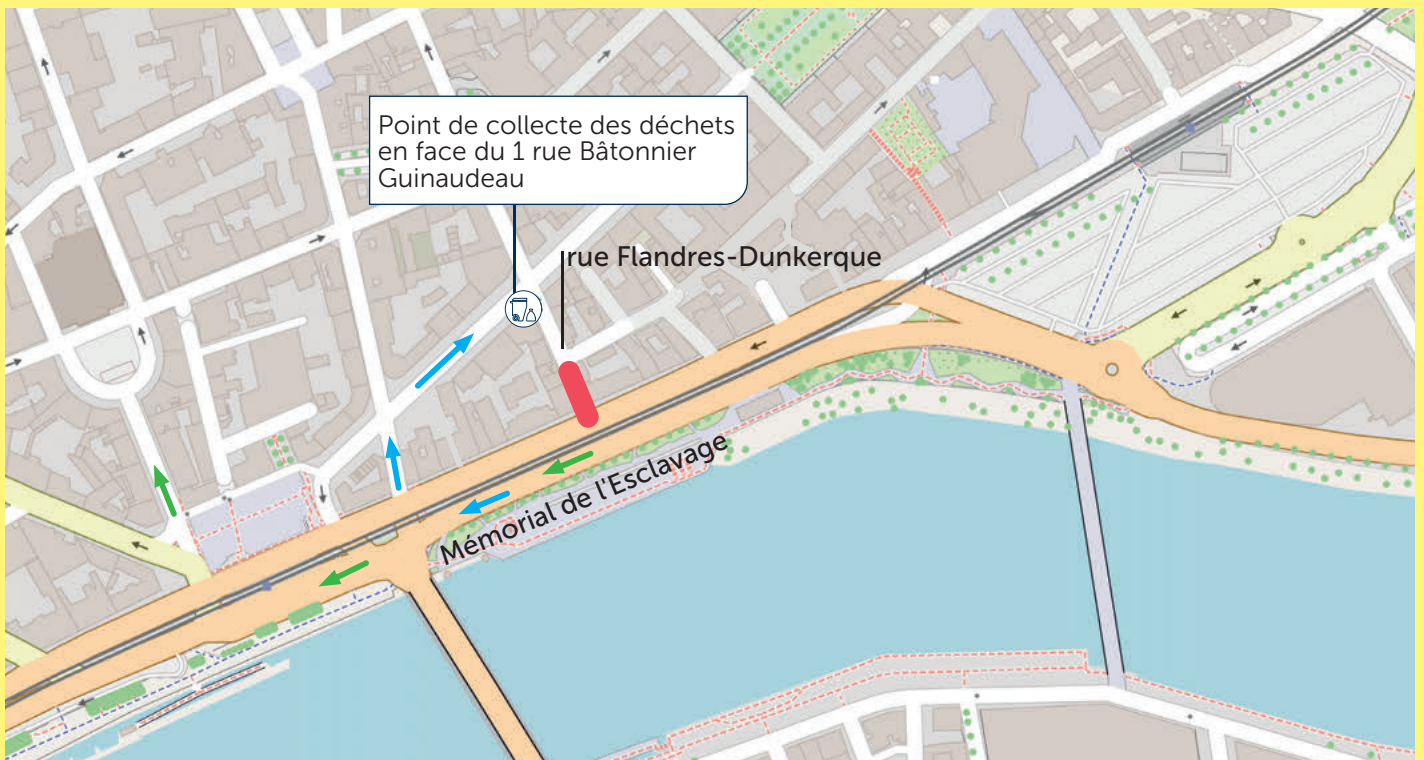 Point de collecte des déchets
en face du 1 rue Bâtonnier
Guinaudeau
rue Flandres-Dunkerque
Mémorial de l'Esclavage